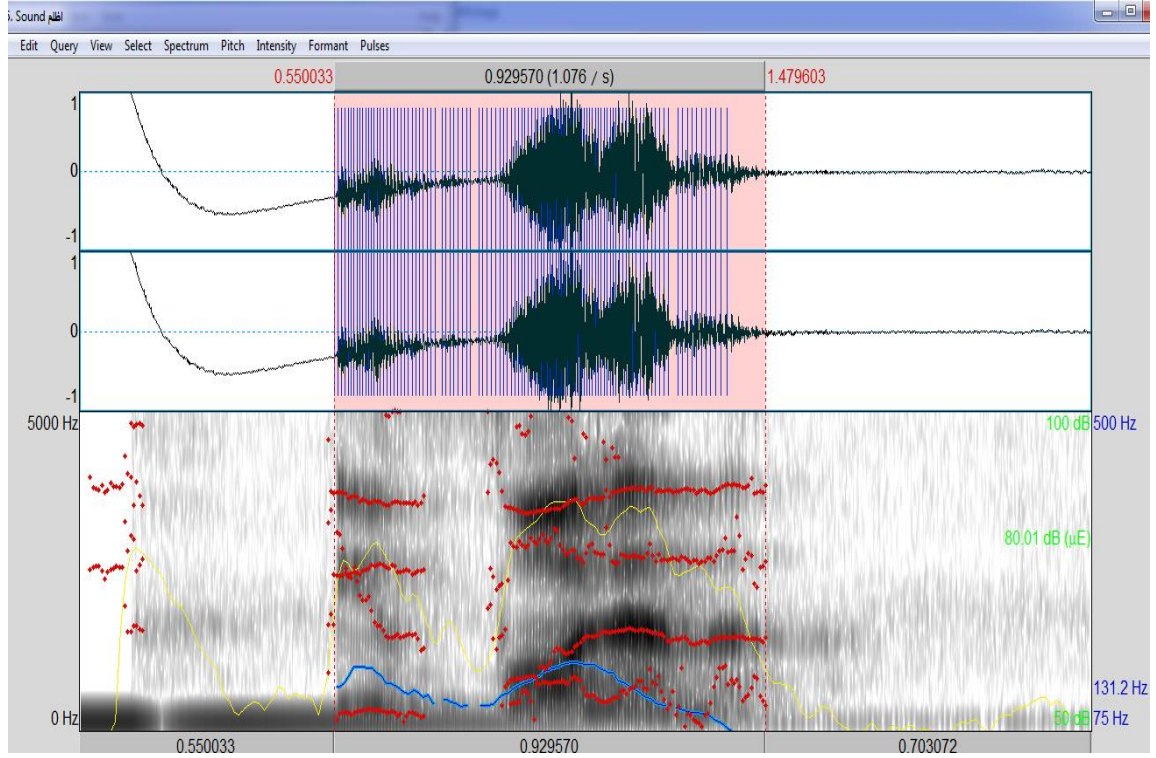 5. Sound اظلم
Edit Query View Select Spectrum Pitch Intensity Formant Pulses
0.550033 0.929570 (1.076 / s) 1.479603
1
0
-1
1
0
-1
5000 Hz 100 dB 500 Hz
80.01 dB (µE)
131.2 Hz
0 Hz 50 dB 75 Hz
0.550033 0.929570 0.703072